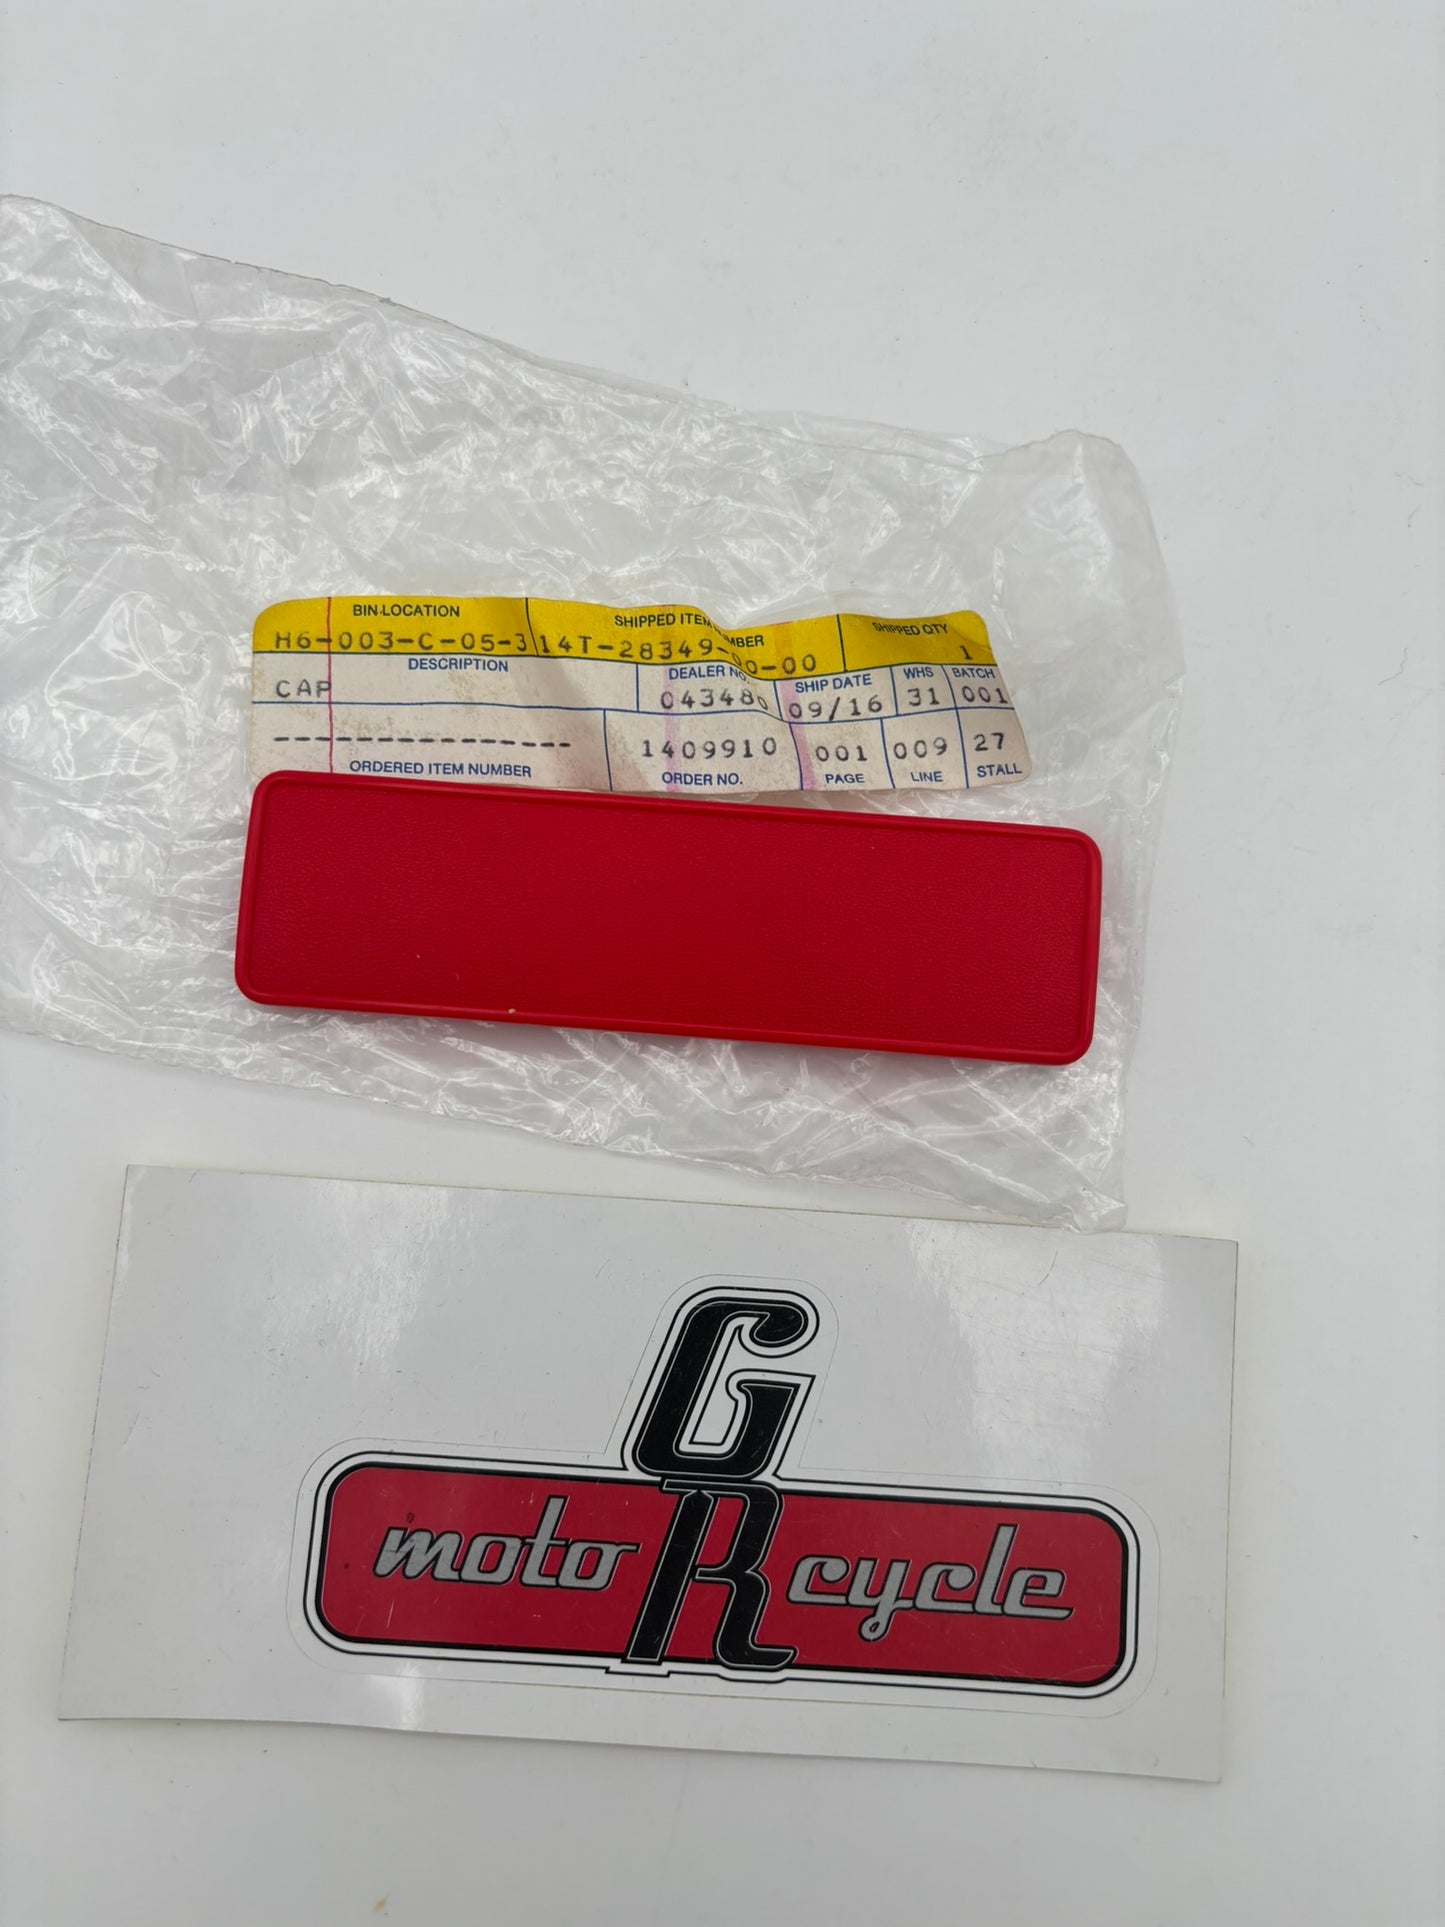 BIN LOCATION SHIPPED ITEM NUMBER SHIPPED QTY
H6-003-C-05-3 14T-28349-00-00 1
DESCRIPTION DEALER NO. SHIP DATE WHS BATCH
CAP 043480 09/16 31 001
--------------- 1409910 001 009 27
ORDERED ITEM NUMBER ORDER NO. PAGE LINE STALL
G
moto R cycle